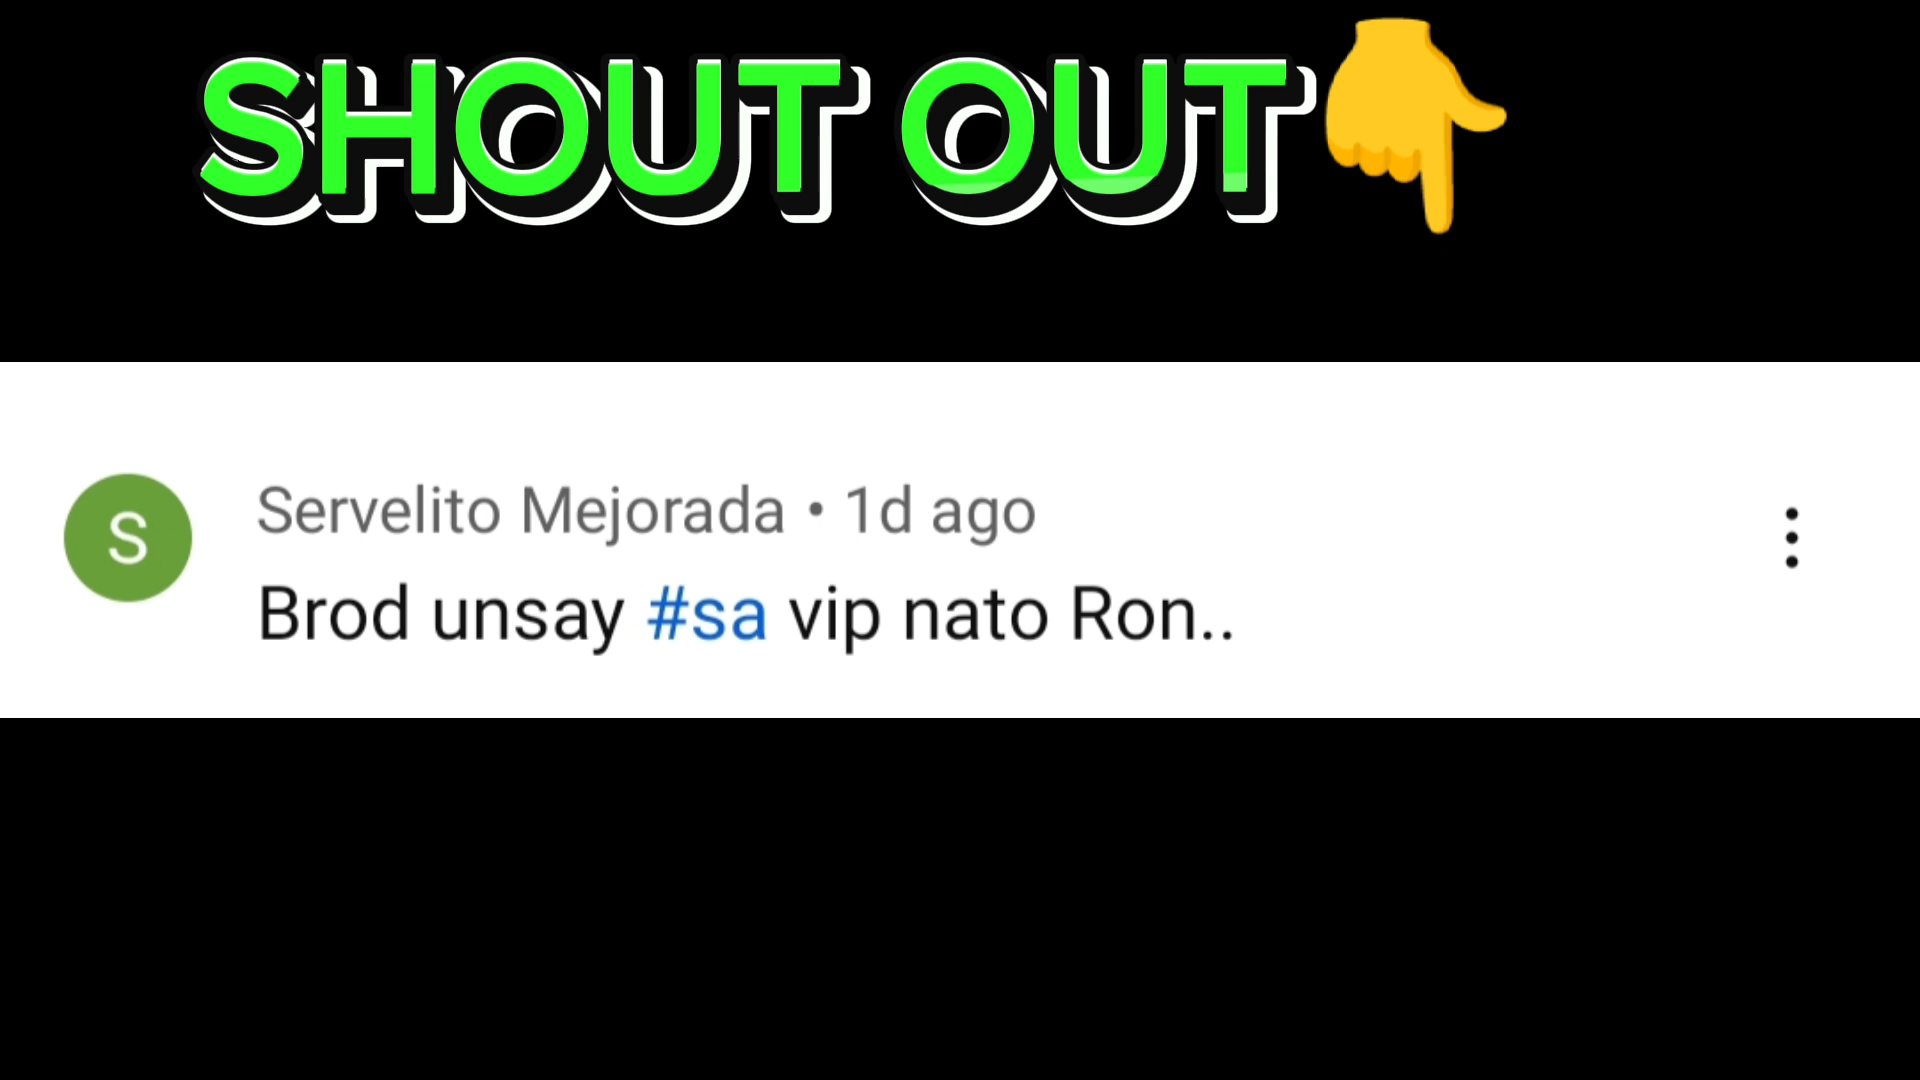 SHOUT OUT
S
Servelito Mejorada • 1d ago
Brod unsay #sa vip nato Ron..